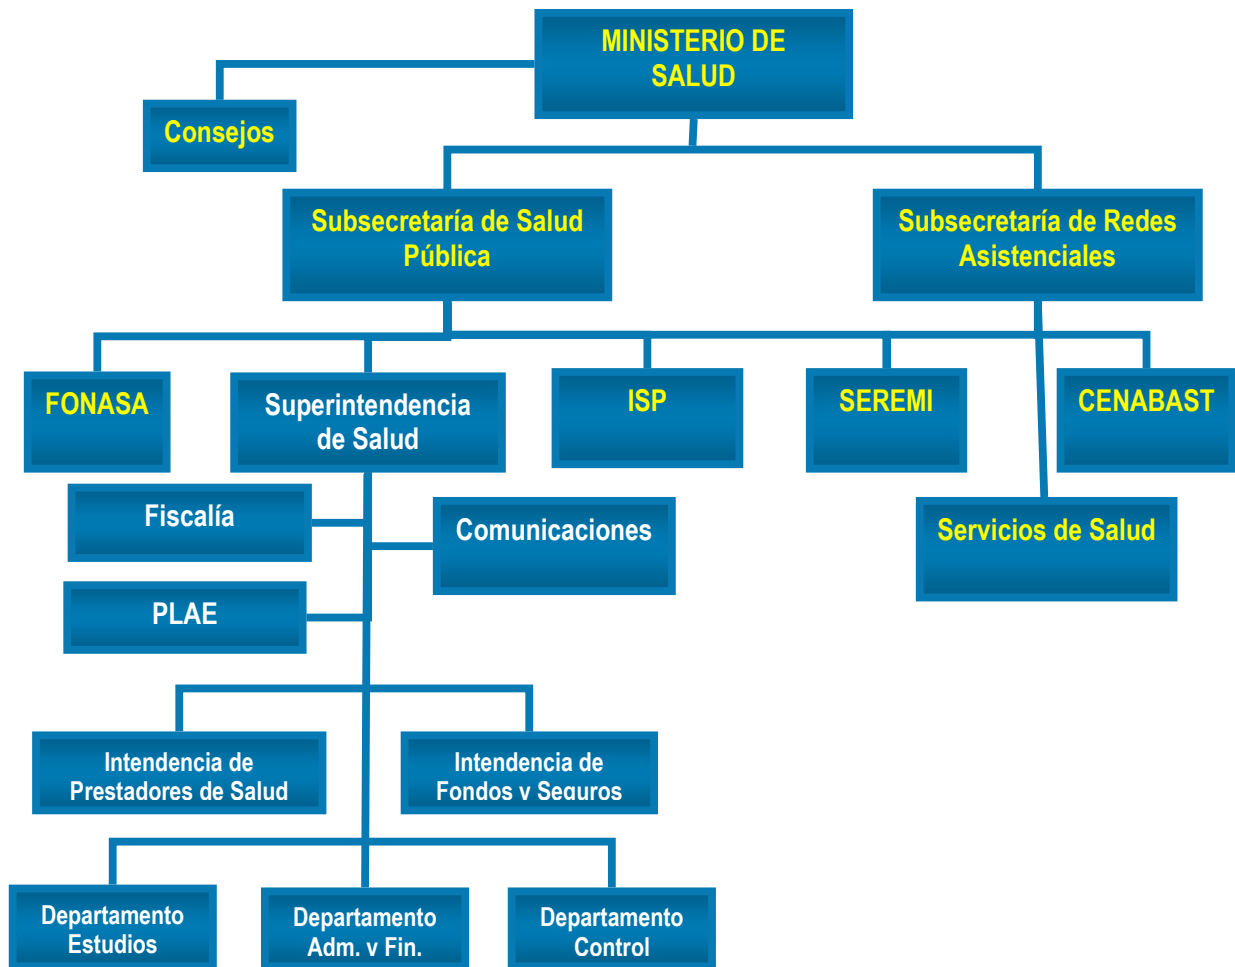 MINISTERIO DE
SALUD
Consejos
Subsecretaría de Salud
Pública
Subsecretaría de Redes
Asistenciales
FONASA
Superintendencia
de Salud
ISP
SEREMI
CENABAST
Fiscalía
Comunicaciones
Servicios de Salud
PLAE
Intendencia de
Prestadores de Salud
Intendencia de
Fondos y Seguros
Departamento
Estudios
Departamento
Adm. y Fin.
Departamento
Control